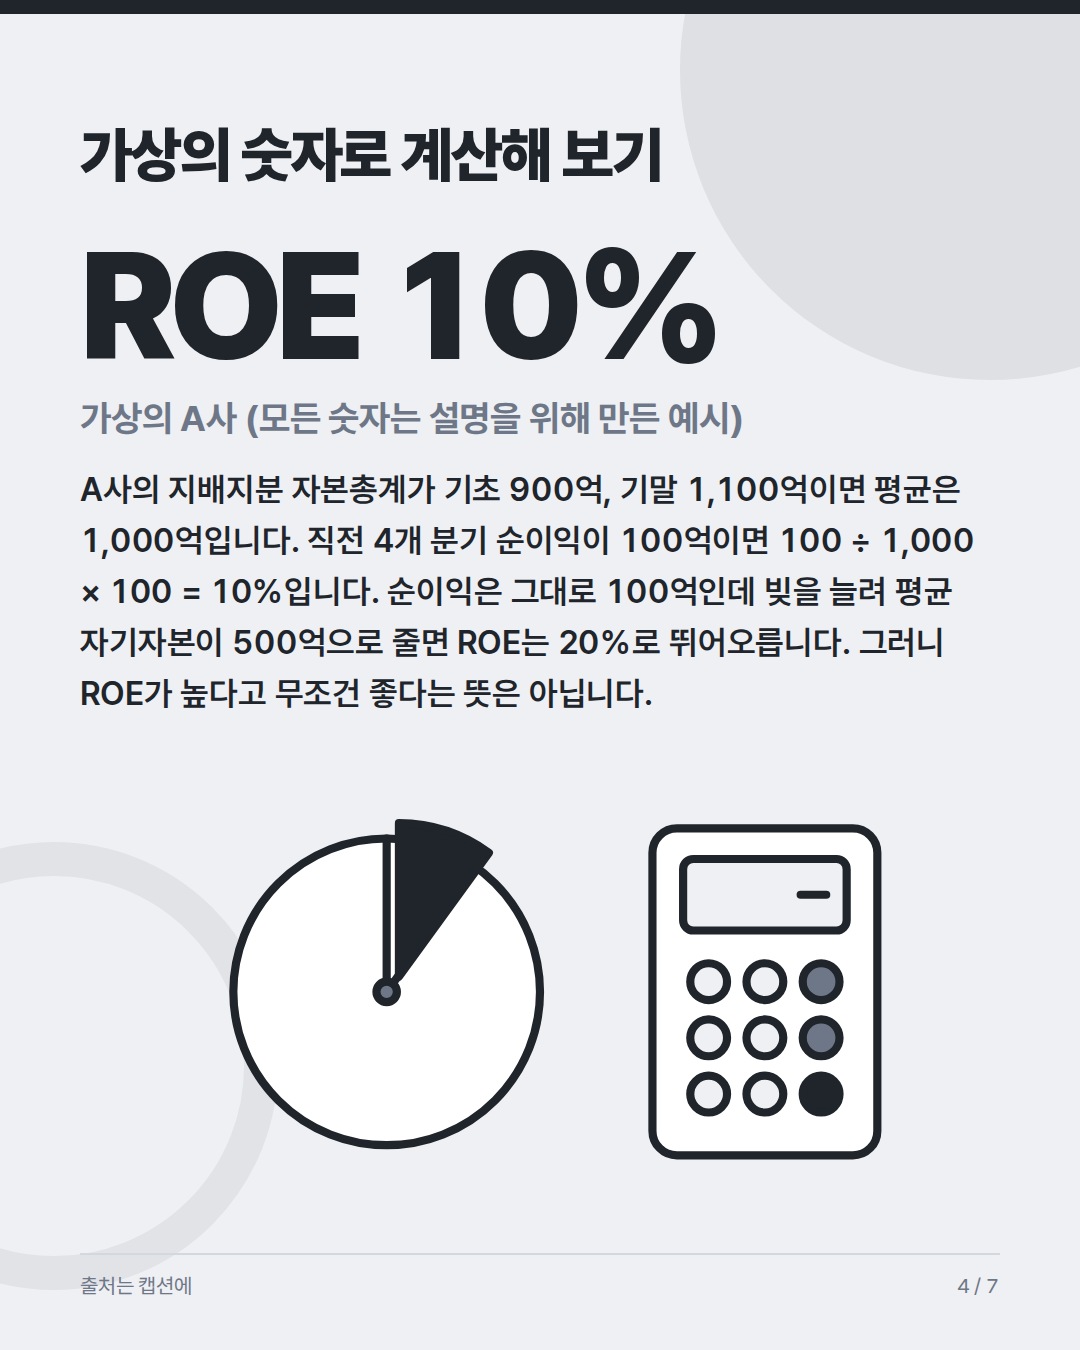 가상의 숫자로 계산해 보기
ROE 10%
가상의 A사 (모든 숫자는 설명을 위해 만든 예시)
A사의 지배지분 자본총계가 기초 900억, 기말 1,100억이면 평균은
1,000억입니다. 직전 4개 분기 순이익이 100억이면 100 ÷ 1,000
× 100 = 10%입니다. 순이익은 그대로 100억인데 빚을 늘려 평균
자기자본이 500억으로 줄면 ROE는 20%로 뛰어오릅니다. 그러니
ROE가 높다고 무조건 좋다는 뜻은 아닙니다.
출처는 캡션에
4 / 7